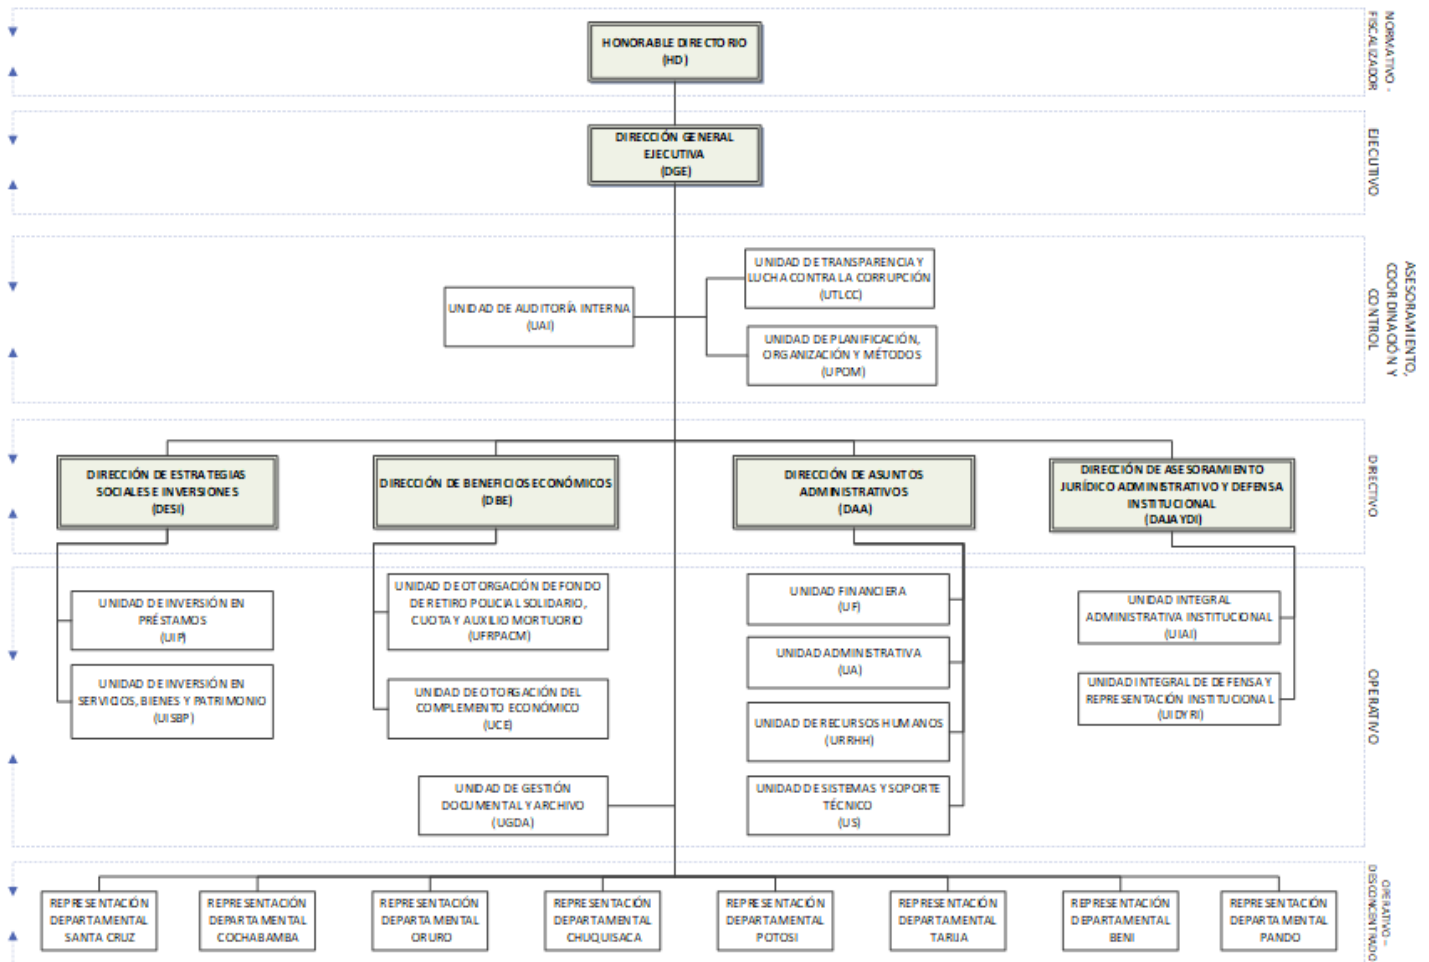 NORMATIVO -
FISCALIZADOR
HONORABLE DIRECTORIO
(HD)
EJECUTIVO
DIRECCIÓN GENERAL
EJECUTIVA
(DGE)
ASESORAMIENTO,
COORDINACIÓN Y
CONTROL
UNIDAD DE TRANSPARENCIA Y
LUCHA CONTRA LA CORRUPCIÓN
(UTLCC)
UNIDAD DE AUDITORÍA INTERNA
(UAI)
UNIDAD DE PLANIFICACIÓN,
ORGANIZACIÓN Y MÉTODOS
(UPOM)
DIRECTIVO
DIRECCIÓN DE ESTRATEGIAS
SOCIALES E INVERSIONES
(DESI)
DIRECCIÓN DE BENEFICIOS ECONÓMICOS
(DBE)
DIRECCIÓN DE ASUNTOS
ADMINISTRATIVOS
(DAA)
DIRECCIÓN DE ASESORAMIENTO
JURÍDICO ADMINISTRATIVO Y DEFENSA
INSTITUCIONAL
(DAJAYDI)
OPERATIVO
UNIDAD DE INVERSIÓN EN
PRÉSTAMOS
(UIP)
UNIDAD DE INVERSIÓN EN
SERVICIOS, BIENES Y PATRIMONIO
(UISBP)
UNIDAD DE OTORGACIÓN DE FONDO
DE RETIRO POLICIAL SOLIDARIO,
CUOTA Y AUXILIO MORTUORIO
(UFRPACM)
UNIDAD DE OTORGACIÓN DEL
COMPLEMENTO ECONÓMICO
(UCE)
UNIDAD DE GESTIÓN
DOCUMENTAL Y ARCHIVO
(UGDA)
UNIDAD FINANCIERA
(UF)
UNIDAD ADMINISTRATIVA
(UA)
UNIDAD DE RECURSOS HUMANOS
(URRHH)
UNIDAD DE SISTEMAS Y SOPORTE
TÉCNICO
(US)
UNIDAD INTEGRAL
ADMINISTRATIVA INSTITUCIONAL
(UIAI)
UNIDAD INTEGRAL DE DEFENSA Y
REPRESENTACIÓN INSTITUCIONAL
(UIDYRI)
OPERATIVO –
DESCONCENTRADO
REPRESENTACIÓN
DEPARTAMENTAL
SANTA CRUZ
REPRESENTACIÓN
DEPARTAMENTAL
COCHABAMBA
REPRESENTACIÓN
DEPARTAMENTAL
ORURO
REPRESENTACIÓN
DEPARTAMENTAL
CHUQUISACA
REPRESENTACIÓN
DEPARTAMENTAL
POTOSI
REPRESENTACIÓN
DEPARTAMENTAL
TARIJA
REPRESENTACIÓN
DEPARTAMENTAL
BENI
REPRESENTACIÓN
DEPARTAMENTAL
PANDO